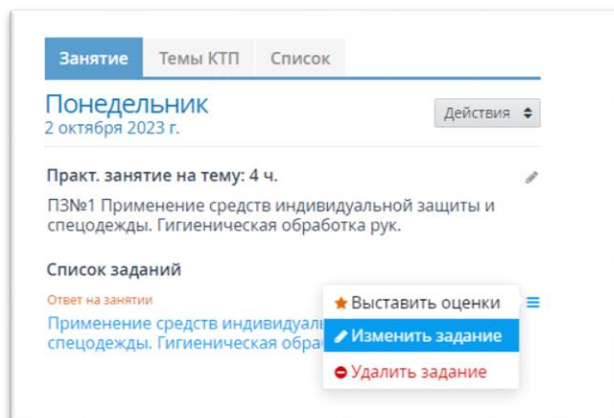 Занятие Темы КТП Список
Понедельник
2 октября 2023 г.
Действия
Практ. занятие на тему: 4 ч.
ПЗ№1 Применение средств индивидуальной защиты и
спецодежды. Гигиеническая обработка рук.
Список заданий
Ответ на занятии
Применение средств
спецодежды. Гигиеническая
Выставить оценки
Изменить задание
Удалить задание